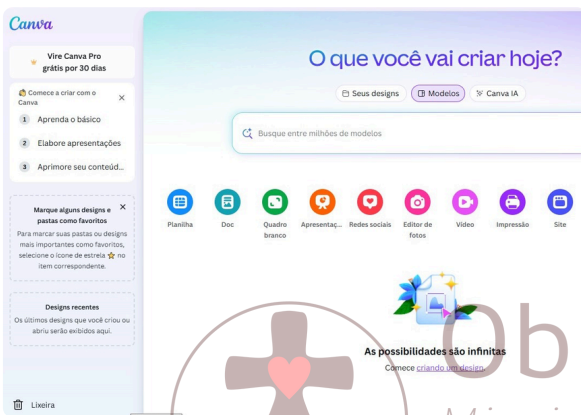 Canva
Vire Canva Pro
grátis por 30 dias
Comece a criar com o
Canva
1 Aprenda o básico
2 Elabore apresentações
3 Aprimore seu conteúd...
Marque alguns designs e
pastas como favoritos
Para marcar suas pastas ou designs
mais importantes como favoritos,
selecione o ícone de estrela no
item correspondente.
Designs recentes
Os últimos designs que você criou ou
abriu serão exibidos aqui.
Lixeira
O que você vai criar hoje?
Seus designs
Modelos
Canva IA
Busque entre milhões de modelos
Planilha
Doc
Quadro
branco
Apresentaç...
Redes sociais
Editor de
fotos
Vídeo
Impressão
Site
As possibilidades são infinitas
Comece criando um design.
Ob